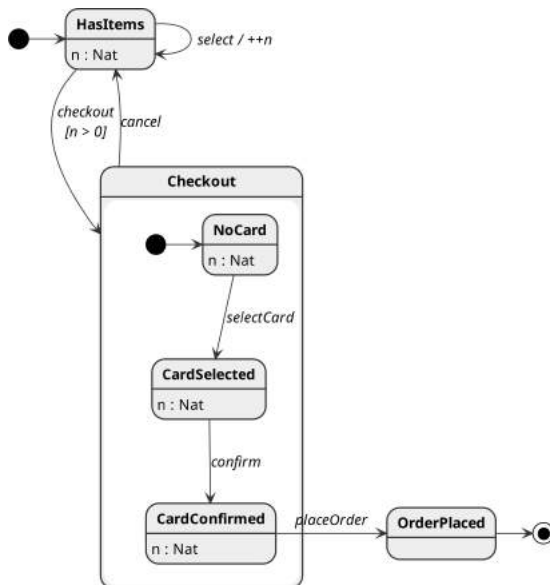 HasItems
n : Nat
select / ++n
checkout
[n > 0]
cancel
Checkout
NoCard
n : Nat
selectCard
CardSelected
n : Nat
confirm
CardConfirmed
n : Nat
placeOrder
OrderPlaced